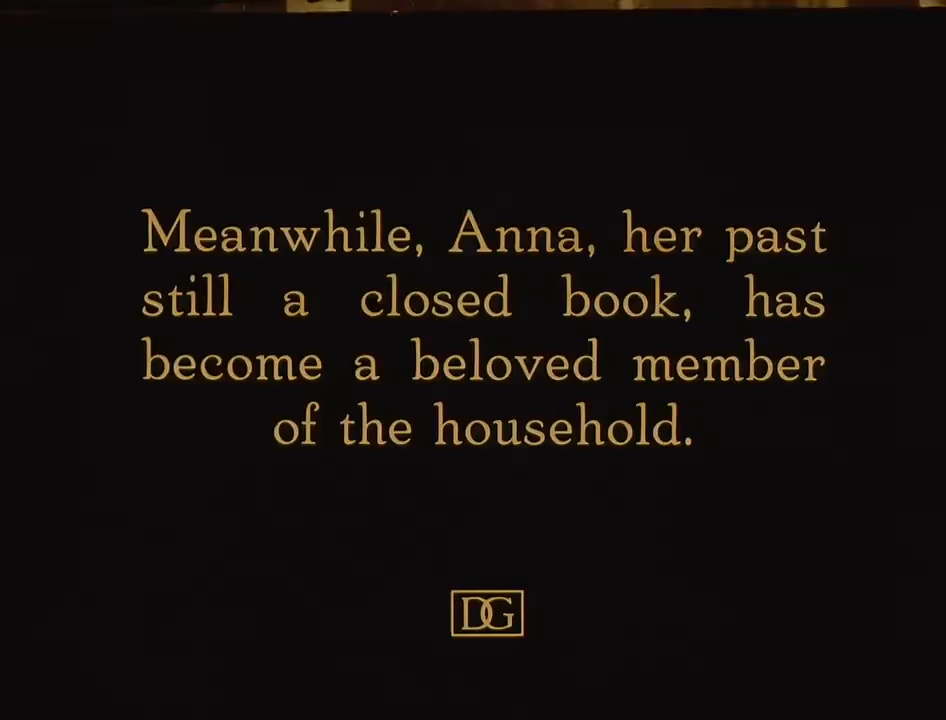 Meanwhile, Anna, her past
still a closed book, has
become a beloved member
of the household.
DG